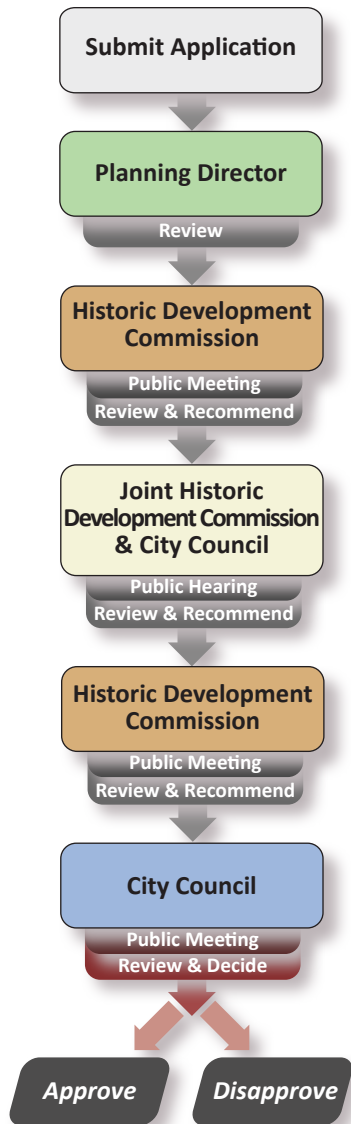 Submit Application
Planning Director
Review
Historic Development
Commission
Public Meeting
Review & Recommend
Joint Historic
Development Commission
& City Council
Public Hearing
Review & Recommend
Historic Development
Commission
Public Meeting
Review & Recommend
City Council
Public Meeting
Review & Decide
Approve
Disapprove